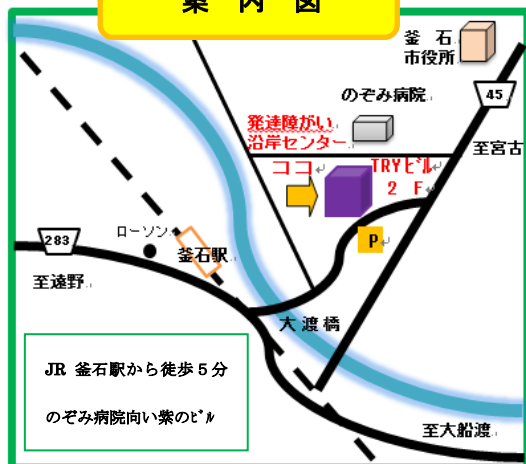 案内図
釜石
市役所
のぞみ病院
45
発達障がい
沿岸センター
至宮古
ココ
TRYビル
2 F
ローソン
283
釜石駅
P
至遠野
大渡橋
JR 釜石駅から徒歩５分
のぞみ病院向い紫のビル
至大船渡